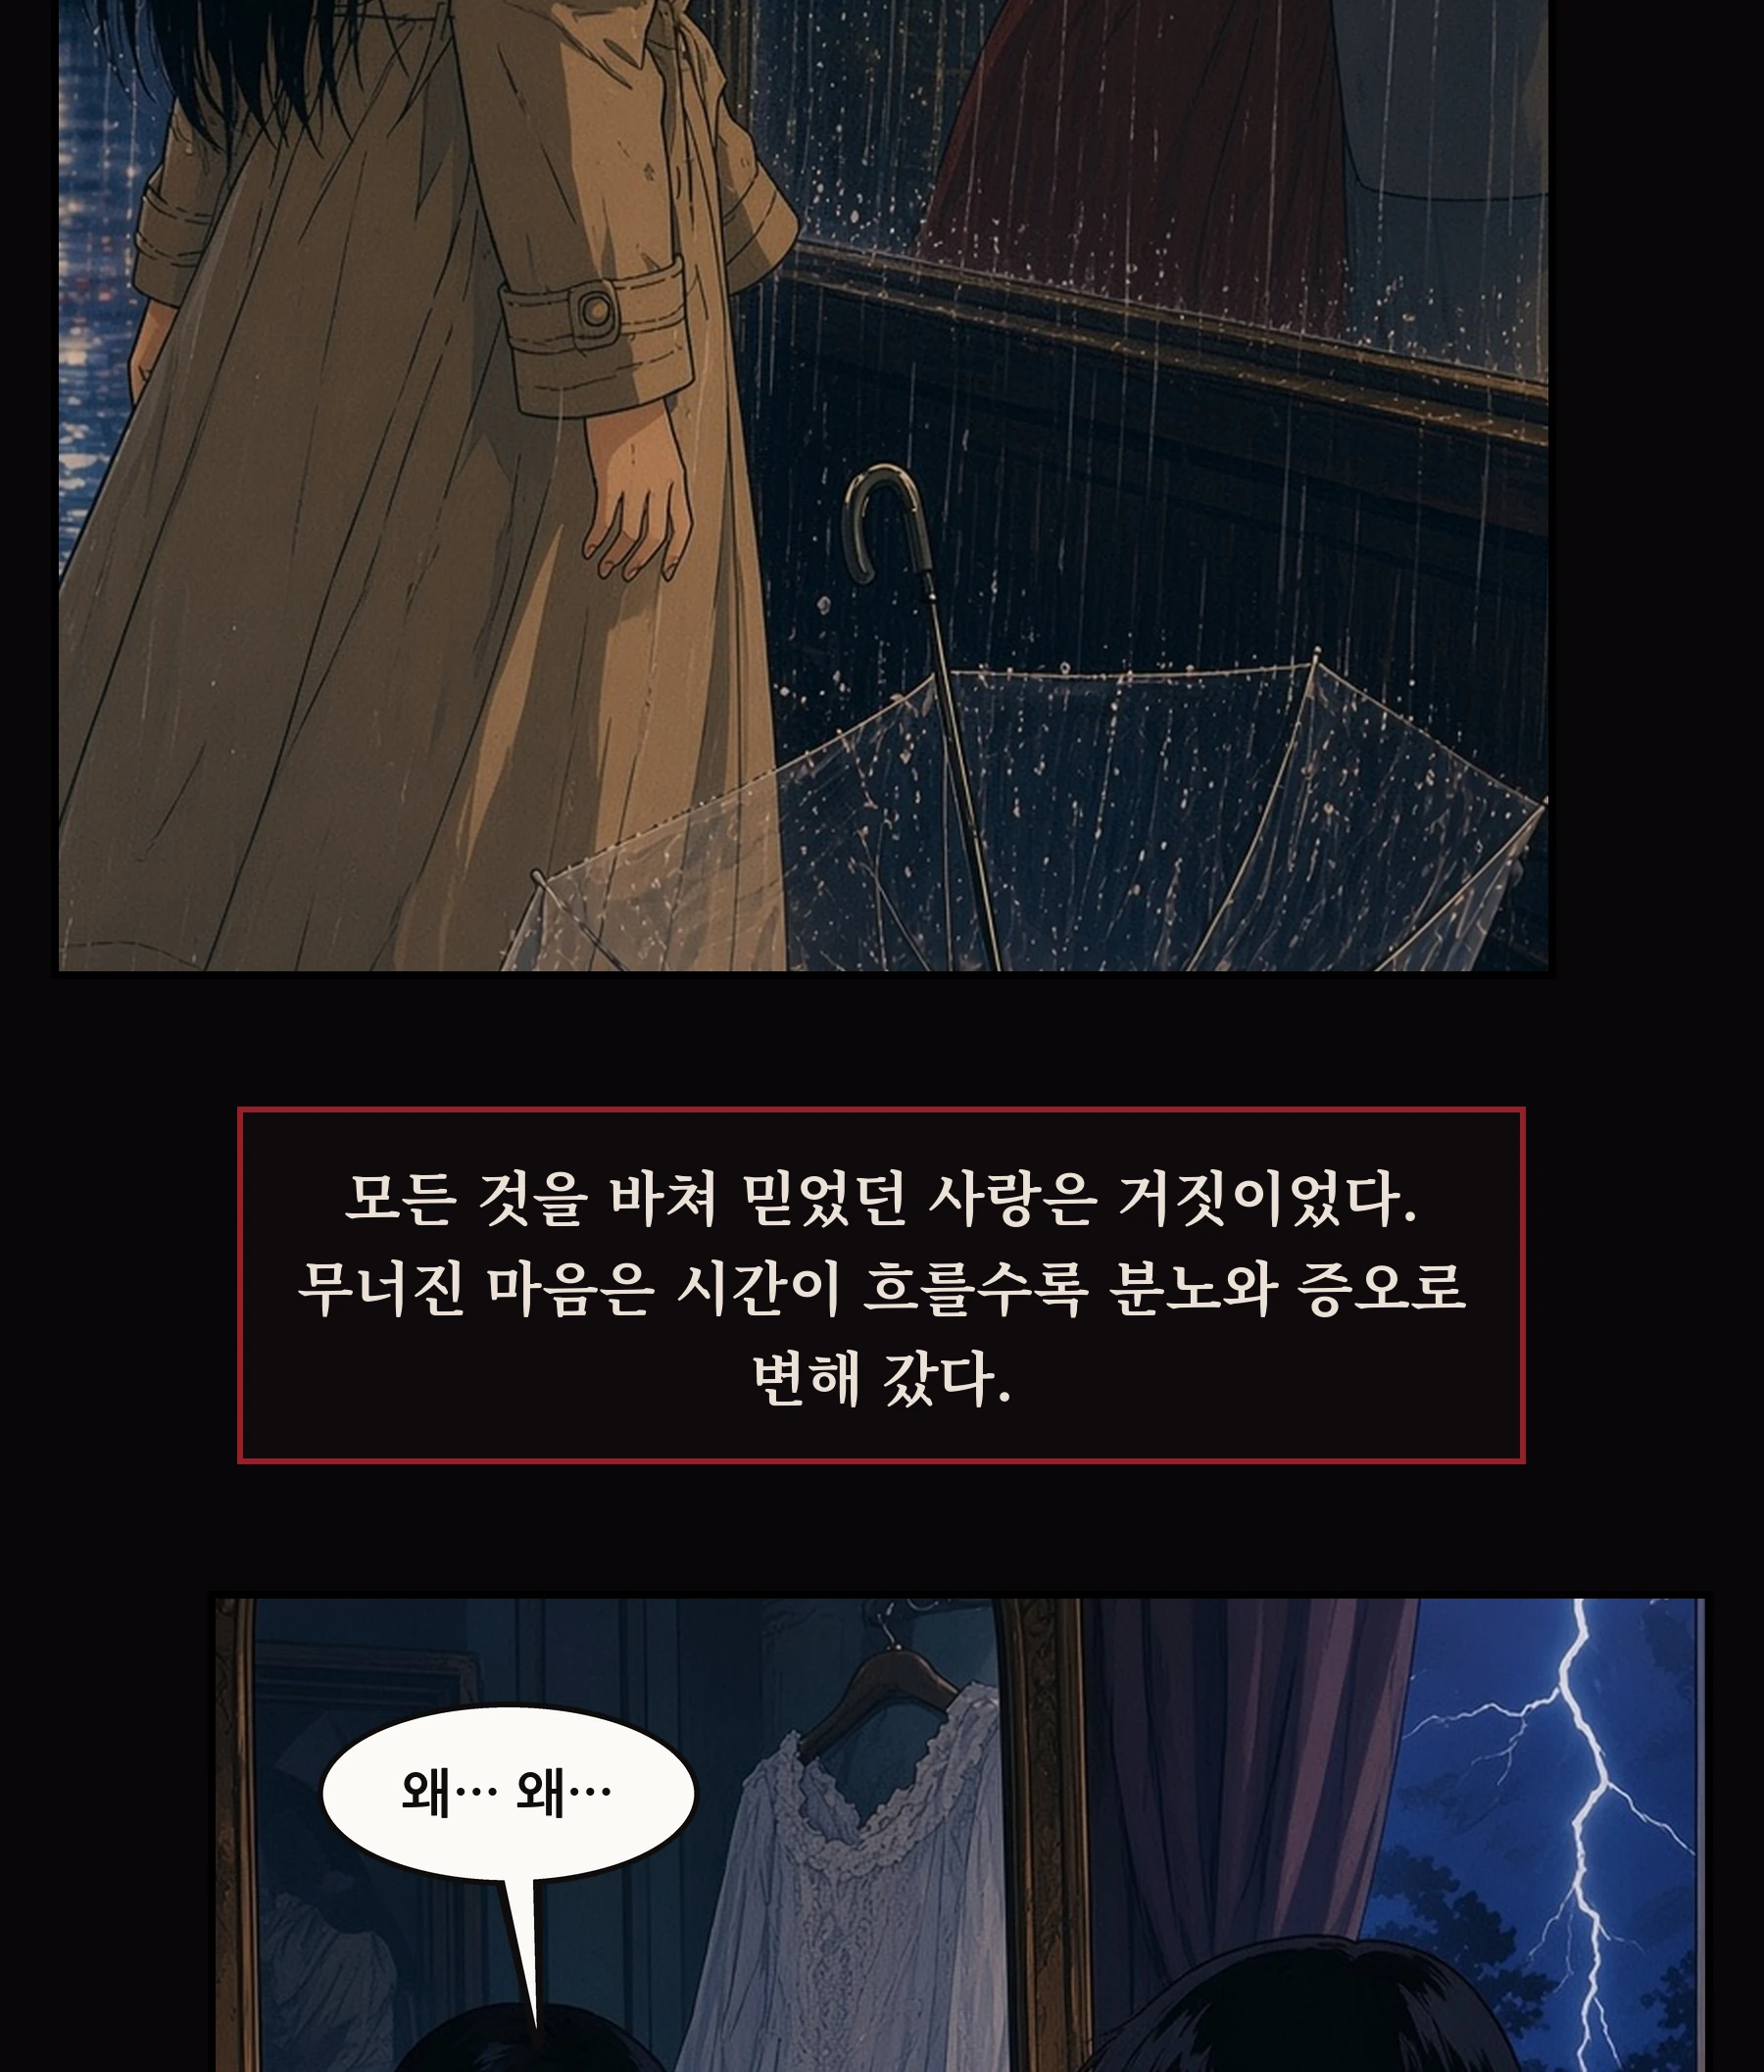 모든 것을 바쳐 믿었던 사랑은 거짓이었다.
무너진 마음은 시간이 흐를수록 분노와 증오로
변해 갔다.
왜… 왜…